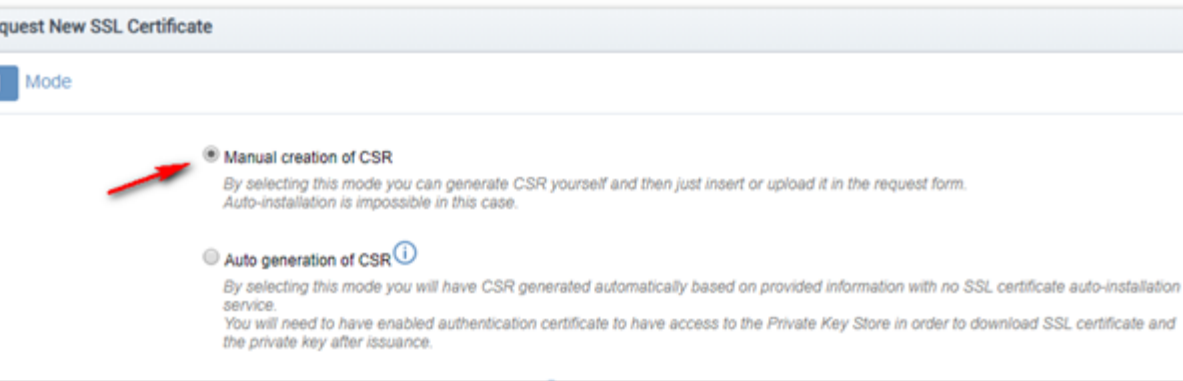 quest New SSL Certificate
Mode
Manual creation of CSR
By selecting this mode you can generate CSR yourself and then just insert or upload it in the request form.
Auto-installation is impossible in this case.
Auto generation of CSR
By selecting this mode you will have CSR generated automatically based on provided information with no SSL certificate auto-installation
service.
You will need to have enabled authentication certificate to have access to the Private Key Store in order to download SSL certificate and
the private key after issuance.